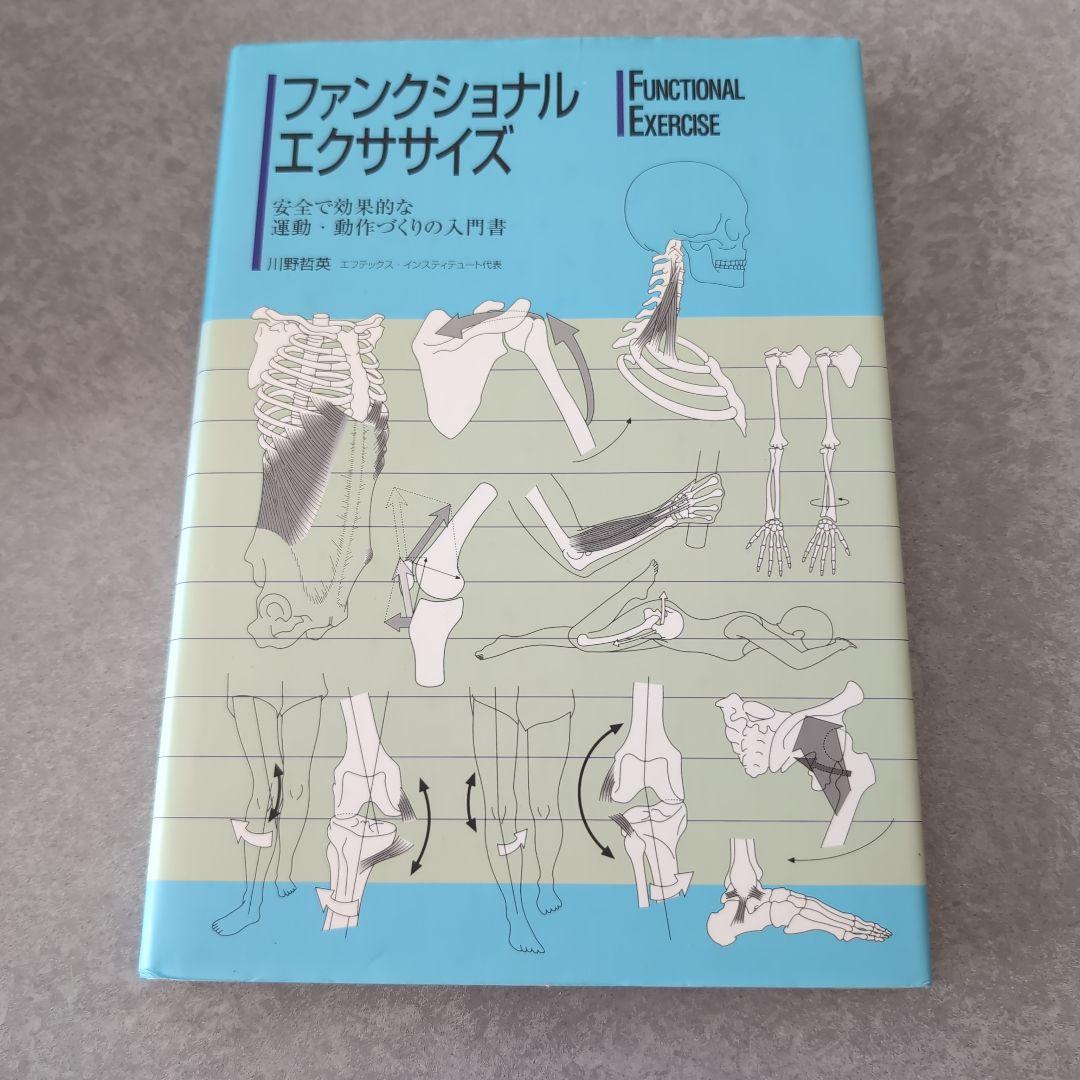 ファンクショナル
エクササイズ
FUNCTIONAL
EXERCISE
安全で効果的な
運動・動作づくりの入門書
川野哲英 エフテックス・インスティテュート代表